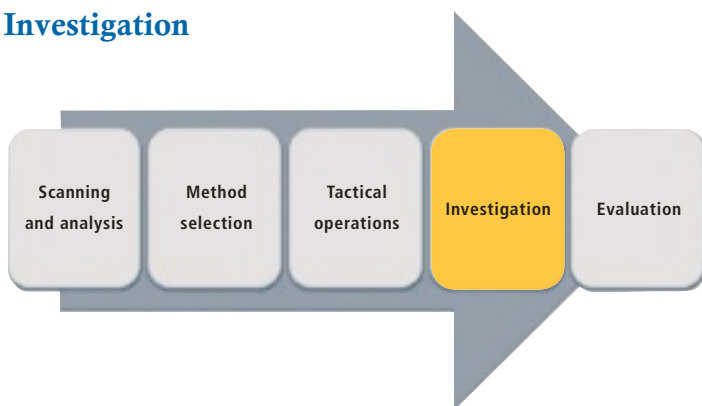 Investigation
Scanning
and analysis
Method
selection
Tactical
operations
Investigation
Evaluation